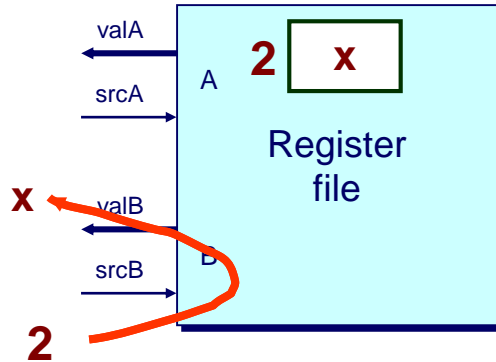 valA
2 x
A
srcA
Register
file
x
valB
B
srcB
2